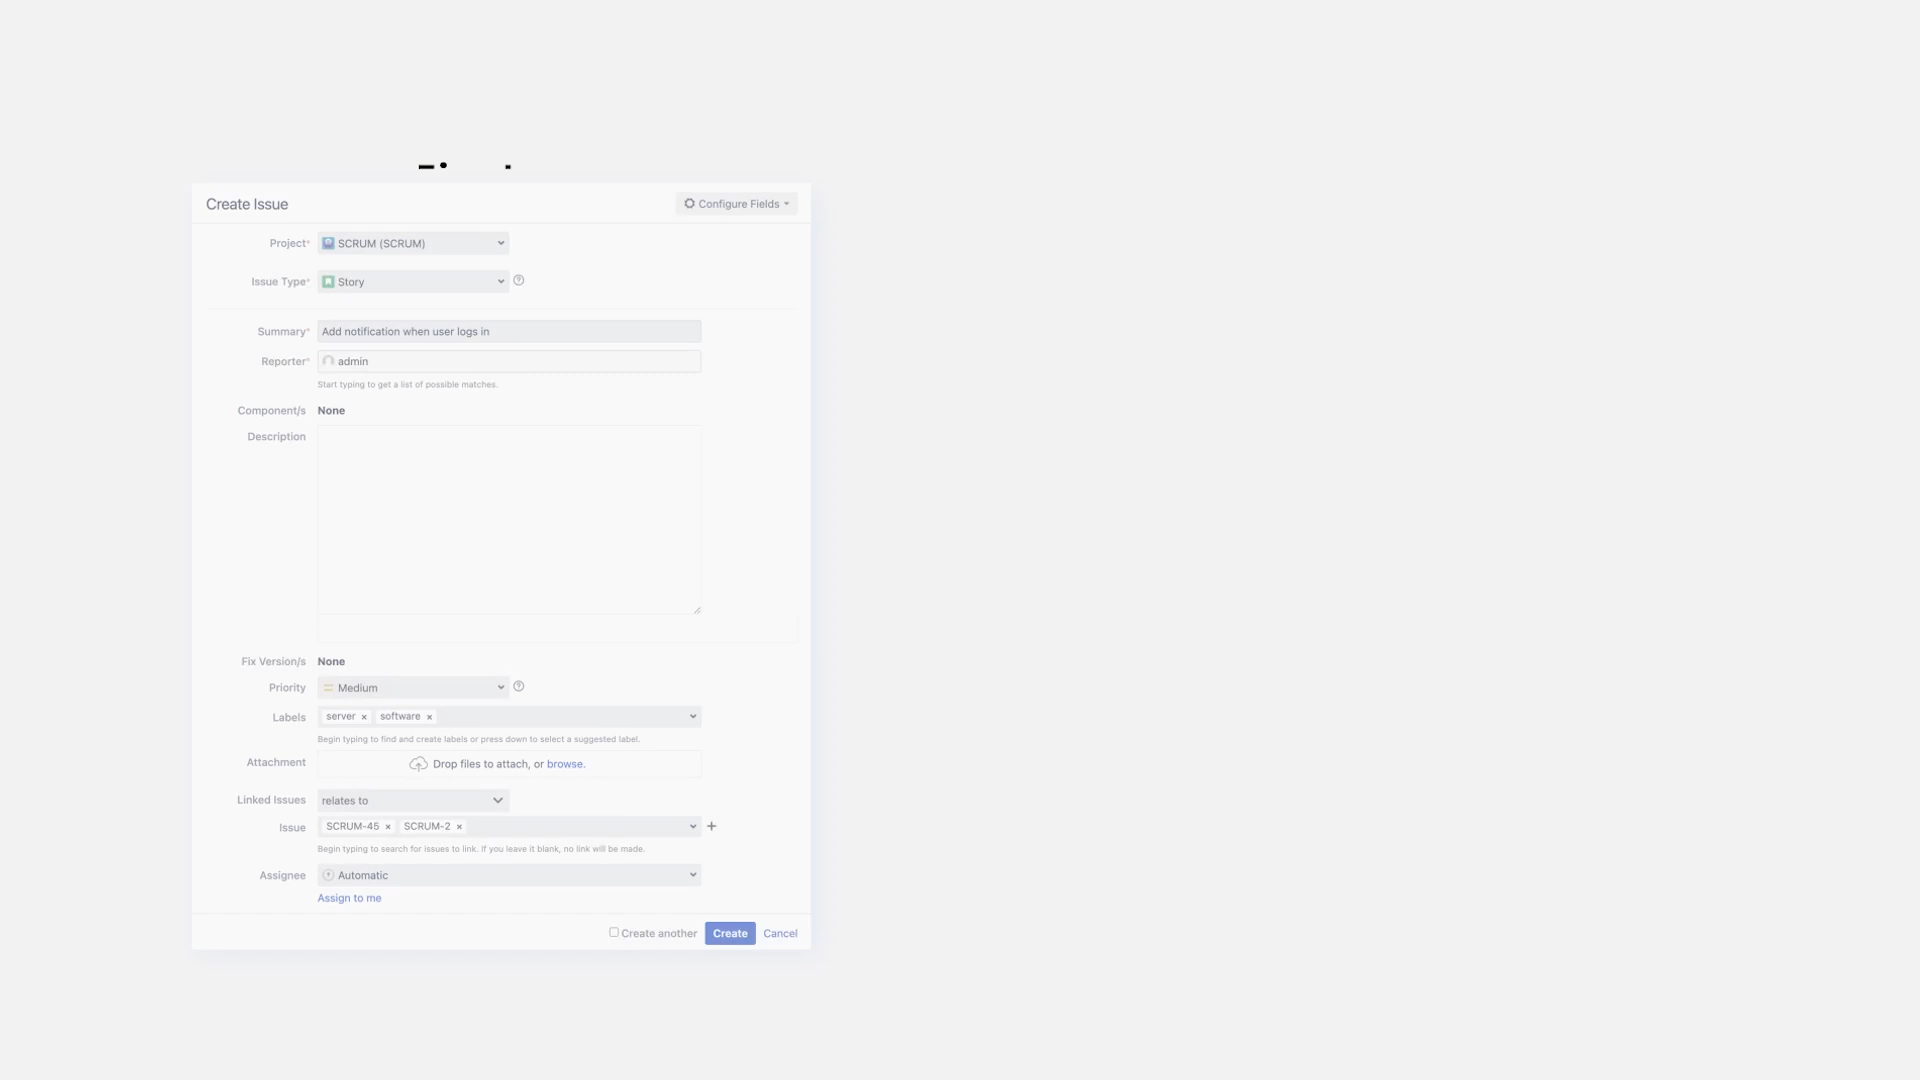 Create Issue
Configure Fields
Project* SCRUM (SCRUM)
Issue Type* Story
Summary* Add notification when user logs in
Reporter* admin
Start typing to get a list of possible matches.
Component/s None
Description
Fix Version/s None
Priority Medium
Labels server × software ×
Begin typing to find and create labels or press down to select a suggested label.
Attachment Drop files to attach, or browse.
Linked Issues relates to
Issue SCRUM-45 × SCRUM-2 ×
Begin typing to search for issues to link. If you leave it blank, no link will be made.
Assignee Automatic
Assign to me
Create another Create Cancel